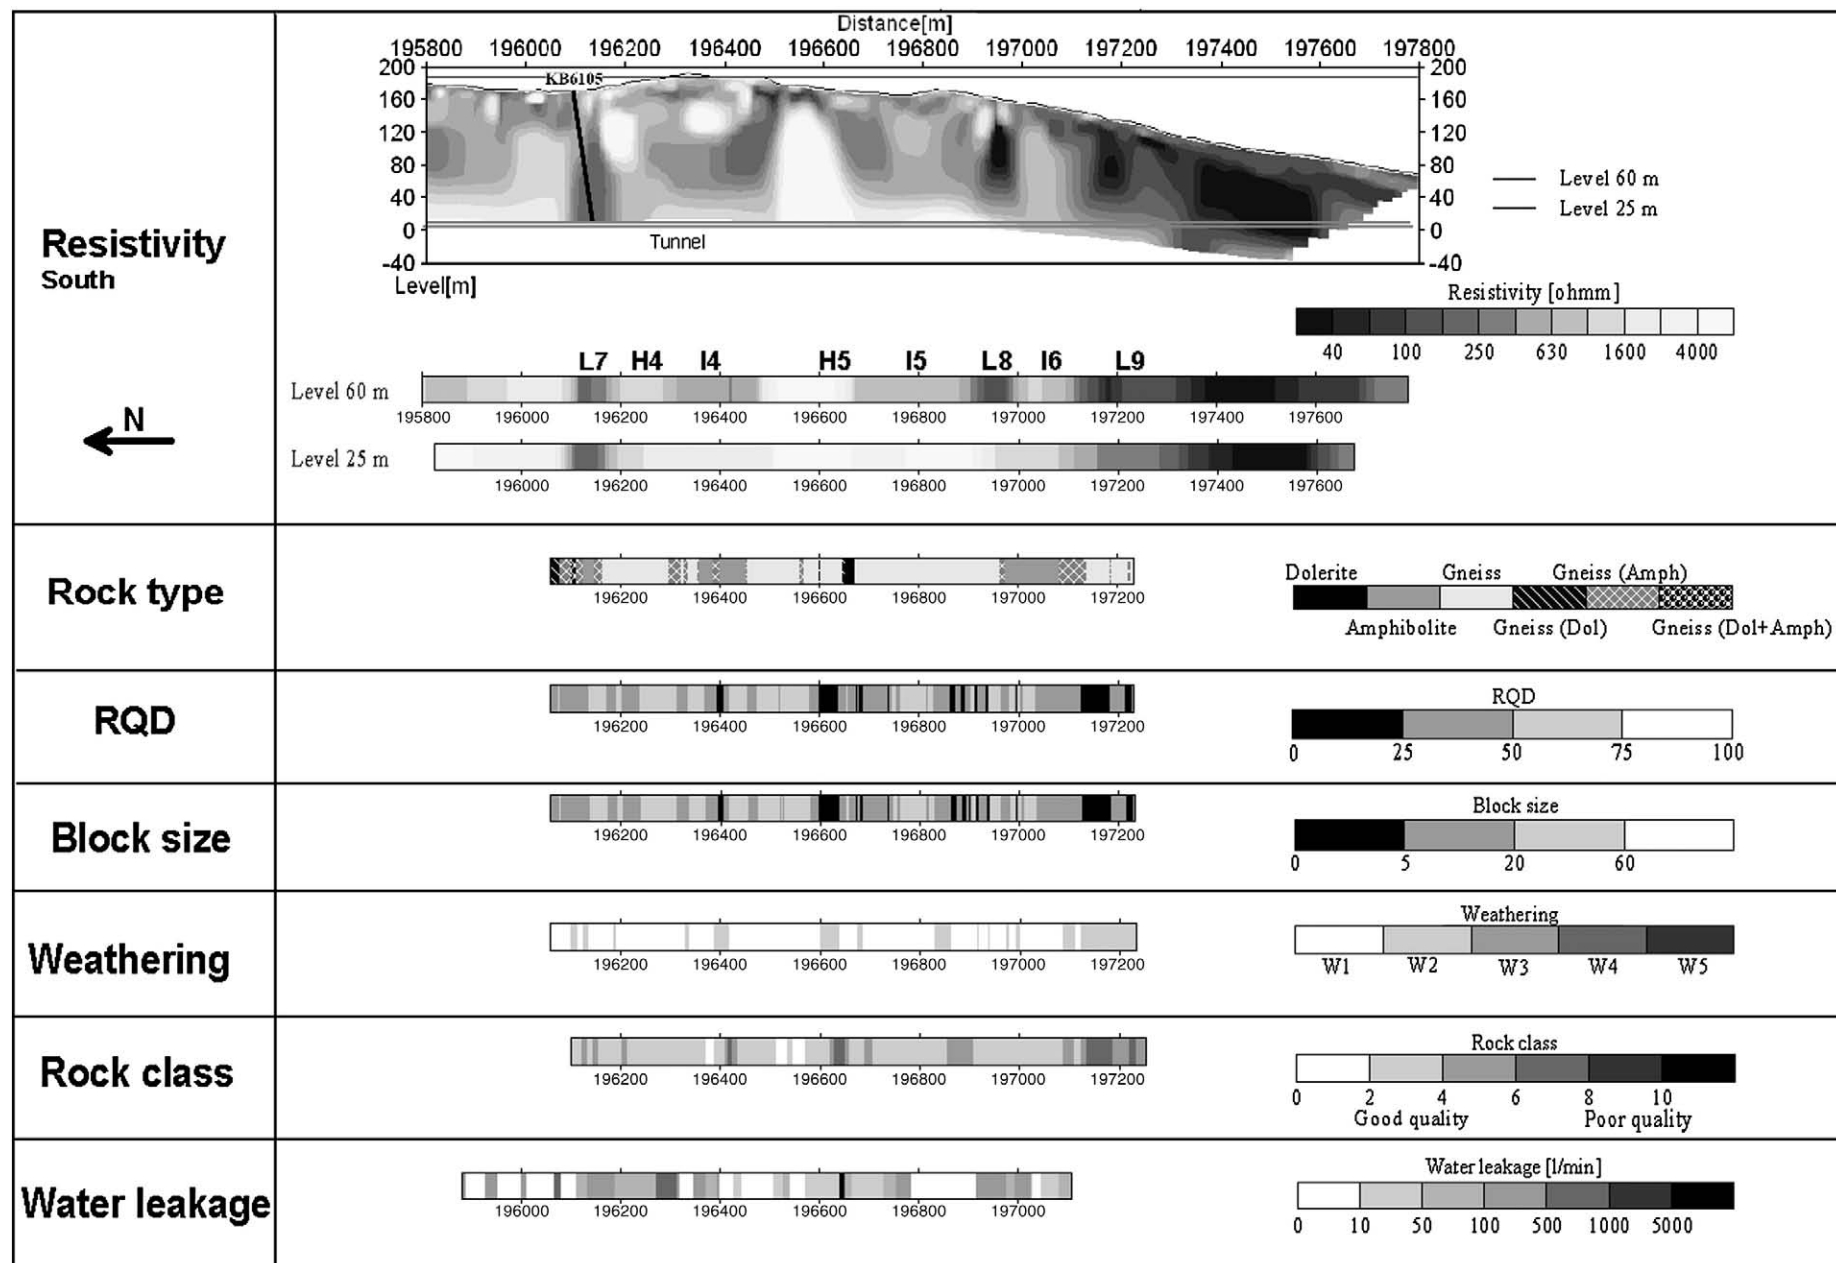 Distance[m]
195800 196000 196200 196400 196600 196800 197000 197200 197400 197600 197800
200 KB6105 200
160 160
120 120
80 80
40 40
0 0
-40 -40
Tunnel
Level[m]
Level 60 m
Level 25 m
Resistivity
South
N
Resistivity [ohmm]
40 100 250 630 1600 4000
L7 H4 I4 H5 I5 L8 I6 L9
Level 60 m
195800 196000 196200 196400 196600 196800 197000 197200 197400 197600
Level 25 m
196000 196200 196400 196600 196800 197000 197200 197400 197600
Rock type
196200 196400 196600 196800 197000 197200
Dolerite Gneiss Gneiss (Amph)
Amphibolite Gneiss (Dol) Gneiss (Dol+Amph)
RQD
196200 196400 196600 196800 197000 197200
RQD
0 25 50 75 100
Block size
196200 196400 196600 196800 197000 197200
Block size
0 5 20 60
Weathering
196200 196400 196600 196800 197000 197200
Weathering
W1 W2 W3 W4 W5
Rock class
196200 196400 196600 196800 197000 197200
Rock class
0 2 4 6 8 10
Good quality Poor quality
Water leakage
196000 196200 196400 196600 196800 197000
Water leakage [l/min]
0 10 50 100 500 1000 5000